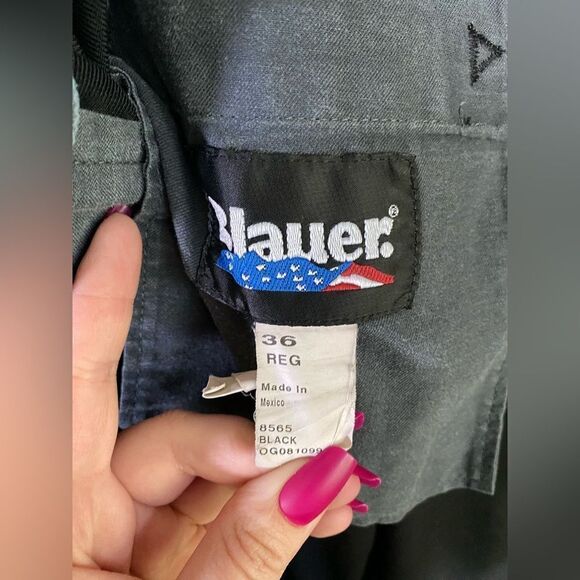 Blauer.®
36
REG
Made In
Mexico
8565
BLACK
OG081099